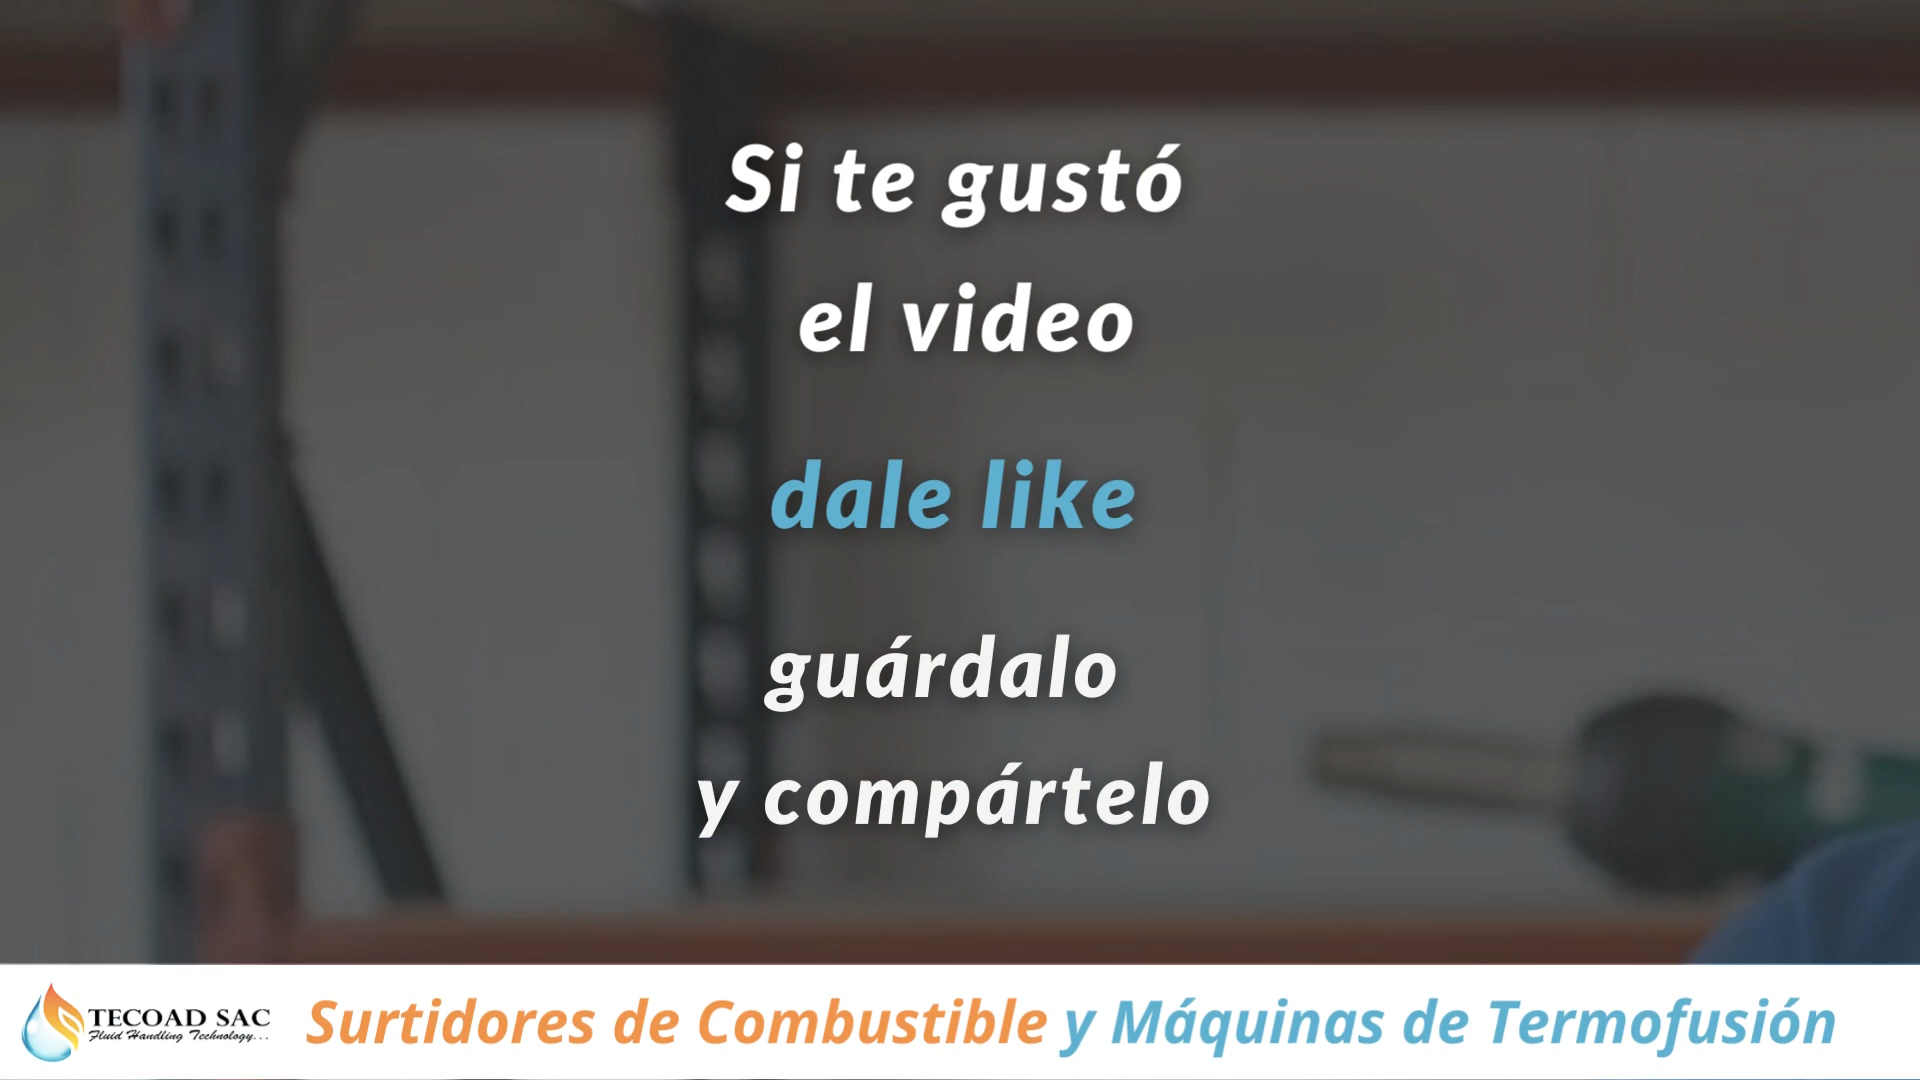 Si te gustó
el video
dale like
guárdalo
y compártelo
TECOAD SAC
Fluid Handling Technology...
Surtidores de Combustible y Máquinas de Termofusión